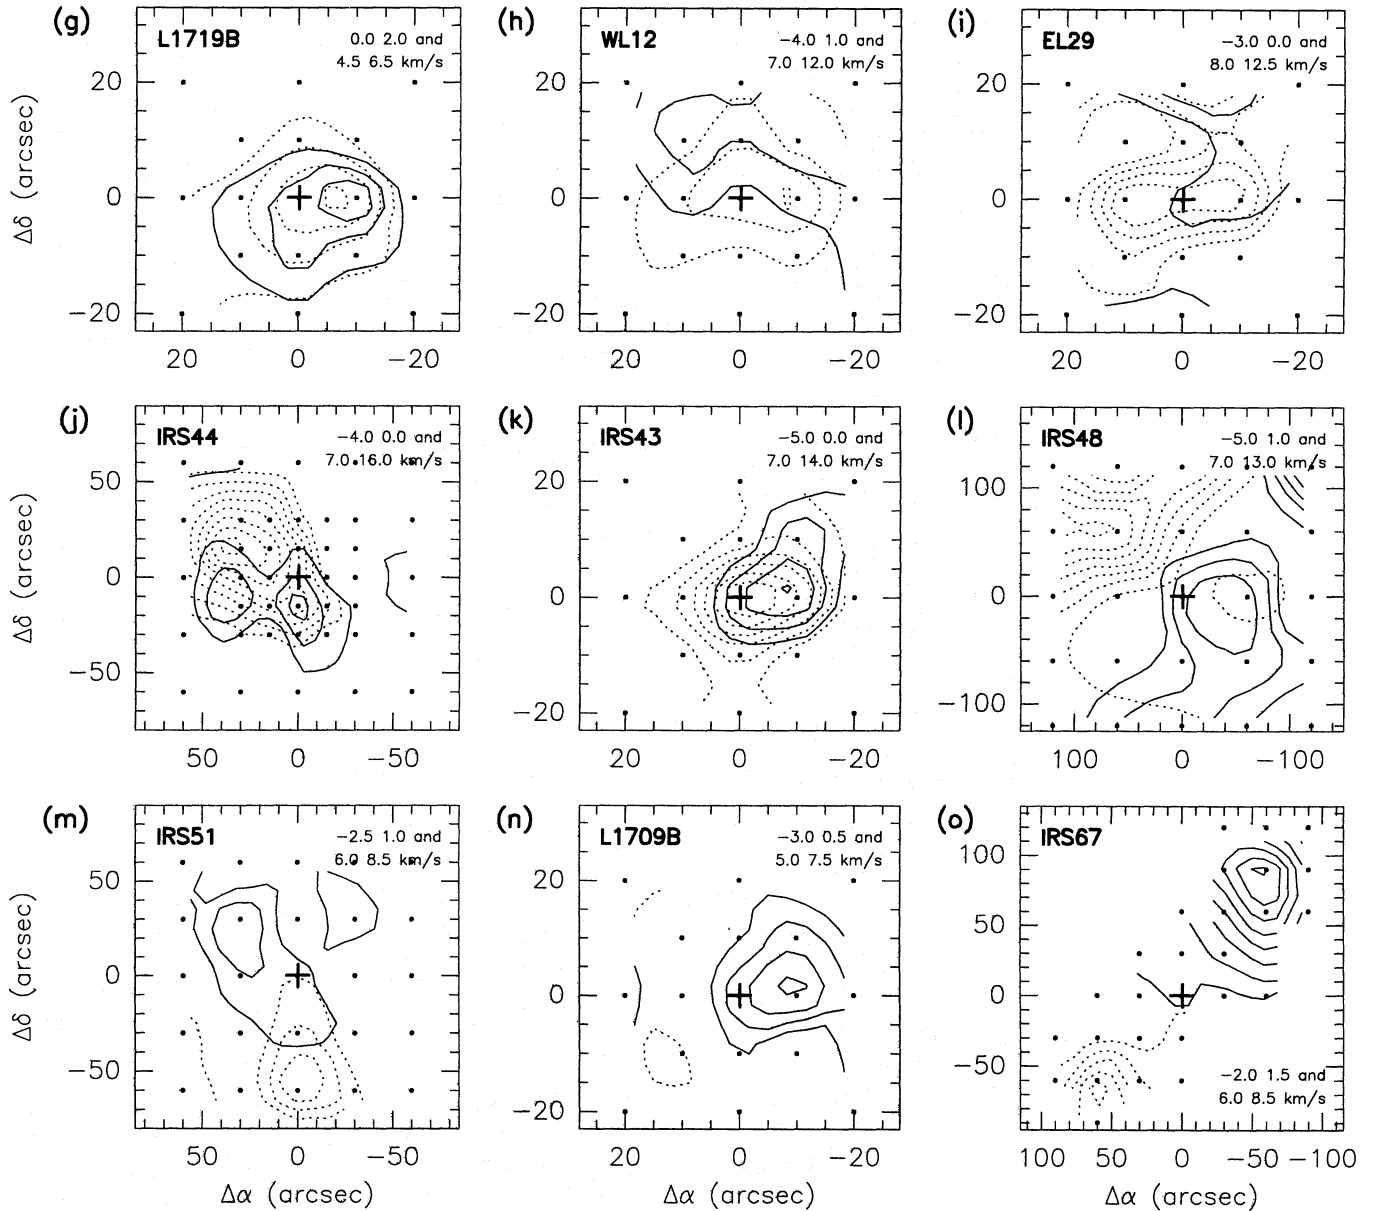 (g)
L1719B
0.0 2.0 and
4.5 6.5 km/s
(h)
WL12
−4.0 1.0 and
7.0 12.0 km/s
(i)
EL29
−3.0 0.0 and
8.0 12.5 km/s
Δδ (arcsec)
20
0
−20
20
0
−20
20
0
−20
20
0
−20
20
0
−20
20
0
−20
(j)
IRS44
−4.0 0.0 and
7.0 16.0 km/s
(k)
IRS43
−5.0 0.0 and
7.0 14.0 km/s
(l)
IRS48
−5.0 1.0 and
7.0 13.0 km/s
Δδ (arcsec)
50
0
−50
20
0
−20
100
0
−100
50
0
−50
20
0
−20
100
0
−100
(m)
IRS51
−2.5 1.0 and
6.0 8.5 km/s
(n)
L1709B
−3.0 0.5 and
5.0 7.5 km/s
(o)
IRS67
−2.0 1.5 and
6.0 8.5 km/s
Δδ (arcsec)
50
0
−50
20
0
−20
100
50
0
−50
50
0
−50
20
0
−20
100
50
0
−50
−100
Δα (arcsec)
Δα (arcsec)
Δα (arcsec)